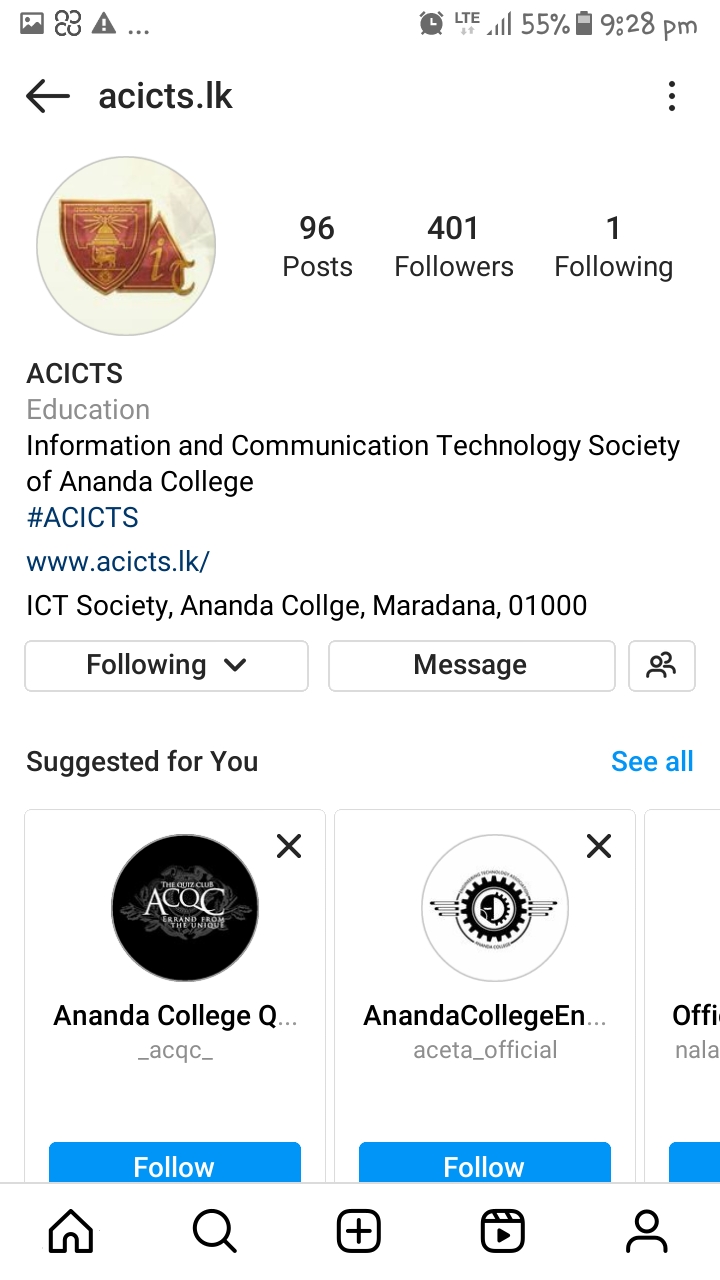 ... LTE 55% 9:28 pm
acicts.lk
96 401 1
Posts Followers Following
ACICTS
Education
Information and Communication Technology Society
of Ananda College
#ACICTS
www.acicts.lk/
ICT Society, Ananda Collge, Maradana, 01000
Following Message
Suggested for You See all
THE QUIZ CLUB
ACQC
ERRAND FROM
THE UNIQUE
ANANDA COLLEGE
Ananda College Q... AnandaCollegeEn... Offi
_acqc_ aceta_official nala
Follow Follow